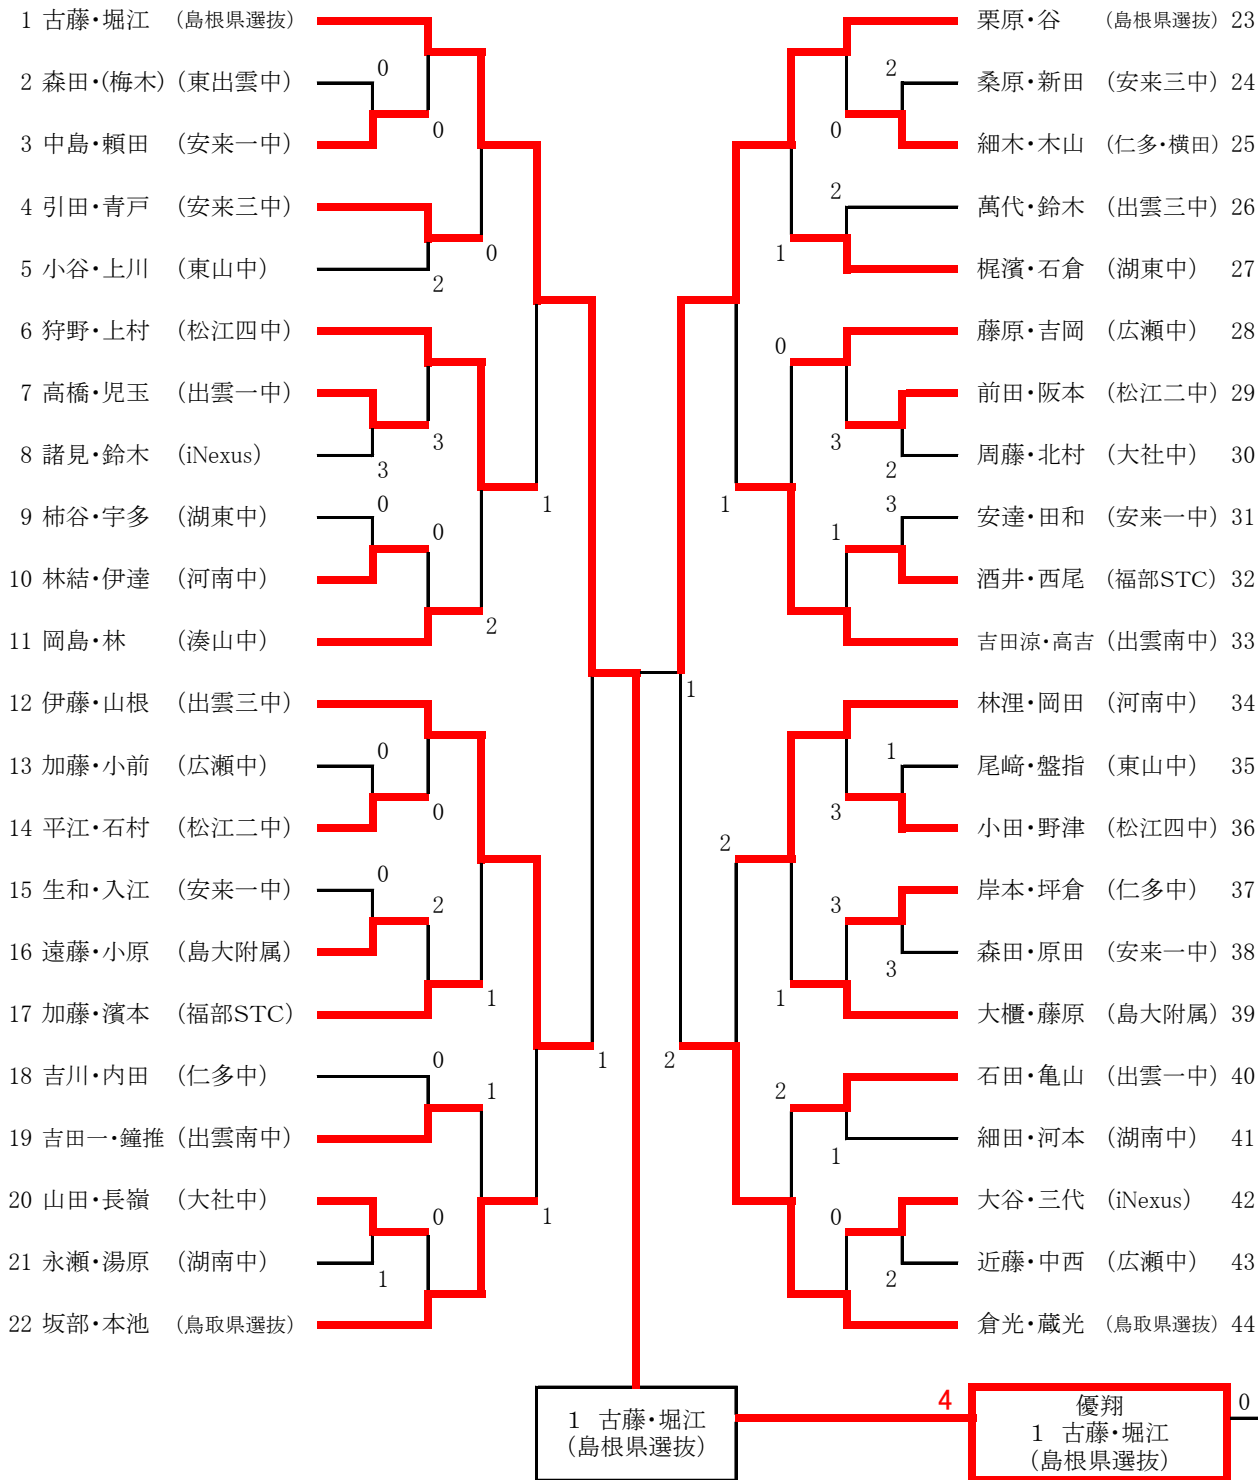 1 古藤・堀江 (島根県選抜)
2 森田・(梅木) (東出雲中)
3 中島・頼田 (安来一中)
4 引田・青戸 (安来三中)
5 小谷・上川 (東山中)
6 狩野・上村 (松江四中)
7 高橋・児玉 (出雲一中)
8 諸見・鈴木 (iNexus)
9 柿谷・宇多 (湖東中)
10 林結・伊達 (河南中)
11 岡島・林 (湊山中)
12 伊藤・山根 (出雲三中)
13 加藤・小前 (広瀬中)
14 平江・石村 (松江二中)
15 生和・入江 (安来一中)
16 遠藤・小原 (島大附属)
17 加藤・濱本 (福部STC)
18 吉川・内田 (仁多中)
19 吉田一・鐘推 (出雲南中)
20 山田・長嶺 (大社中)
21 永瀬・湯原 (湖南中)
22 坂部・本池 (鳥取県選抜)
0
0
0
2
3
3
0
0
2
1
0
0
0
2
1
0
1
0
1
1
1
1
栗原・谷 (島根県選抜) 23
桑原・新田 (安来三中) 24
細木・木山 (仁多・横田) 25
萬代・鈴木 (出雲三中) 26
梶濱・石倉 (湖東中) 27
藤原・吉岡 (広瀬中) 28
前田・阪本 (松江二中) 29
周藤・北村 (大社中) 30
安達・田和 (安来一中) 31
酒井・西尾 (福部STC) 32
吉田涼・高吉 (出雲南中) 33
林浬・岡田 (河南中) 34
尾﨑・盤指 (東山中) 35
小田・野津 (松江四中) 36
岸本・坪倉 (仁多中) 37
森田・原田 (安来一中) 38
大櫃・藤原 (島大附属) 39
石田・亀山 (出雲一中) 40
細田・河本 (湖南中) 41
大谷・三代 (iNexus) 42
近藤・中西 (広瀬中) 43
倉光・蔵光 (鳥取県選抜) 44
2
0
2
1
0
3
2
1
3
1
1
1
3
2
3
3
1
2
2
1
0
2
1 古藤・堀江
(島根県選抜)
4
優翔
1 古藤・堀江
(島根県選抜)
0